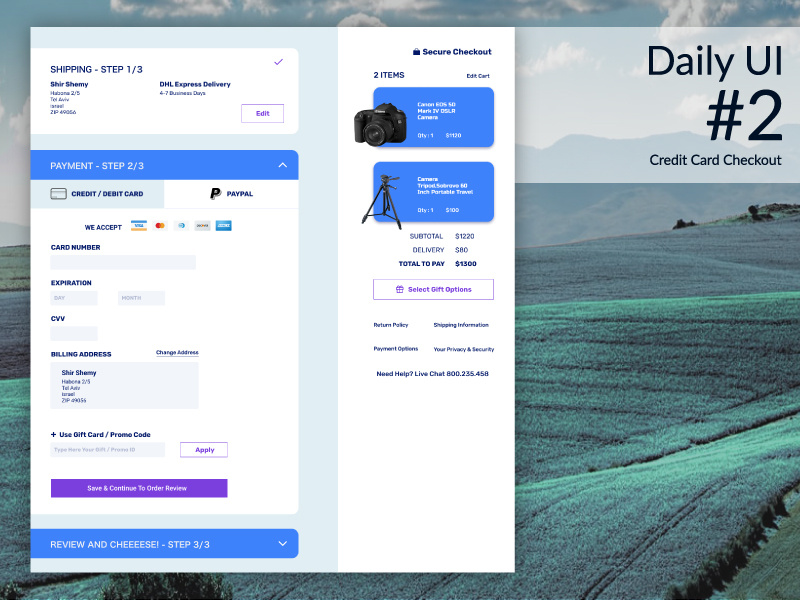 SHIPPING - STEP 1/3
Shir Shemy
Habona 2/5
Tel Aviv
Israel
ZIP 49056
DHL Express Delivery
4-7 Business Days
Edit
PAYMENT - STEP 2/3
CREDIT / DEBIT CARD
PAYPAL
WE ACCEPT
VISA
DISCOVER
CARD NUMBER
EXPIRATION
DAY
MONTH
CVV
BILLING ADDRESS
Change Address
Shir Shemy
Habona 2/5
Tel Aviv
Israel
ZIP 49056
+ Use Gift Card / Promo Code
Type Here Your Gift / Promo ID
Apply
Save & Continue To Order Review
REVIEW AND CHEEEESE! - STEP 3/3
Secure Checkout
2 ITEMS
Edit Cart
Canon EOS 5D
Mark IV DSLR
Camera
Qty : 1 $1120
Camera
Tripod,Sobrovo 60
Inch Portable Travel
Qty : 1 $100
SUBTOTAL $1220
DELIVERY $80
TOTAL TO PAY $1300
Select Gift Options
Return Policy
Shipping Information
Payment Options
Your Privacy & Security
Need Help? Live Chat 800.235.458
Daily UI
#2
Credit Card Checkout